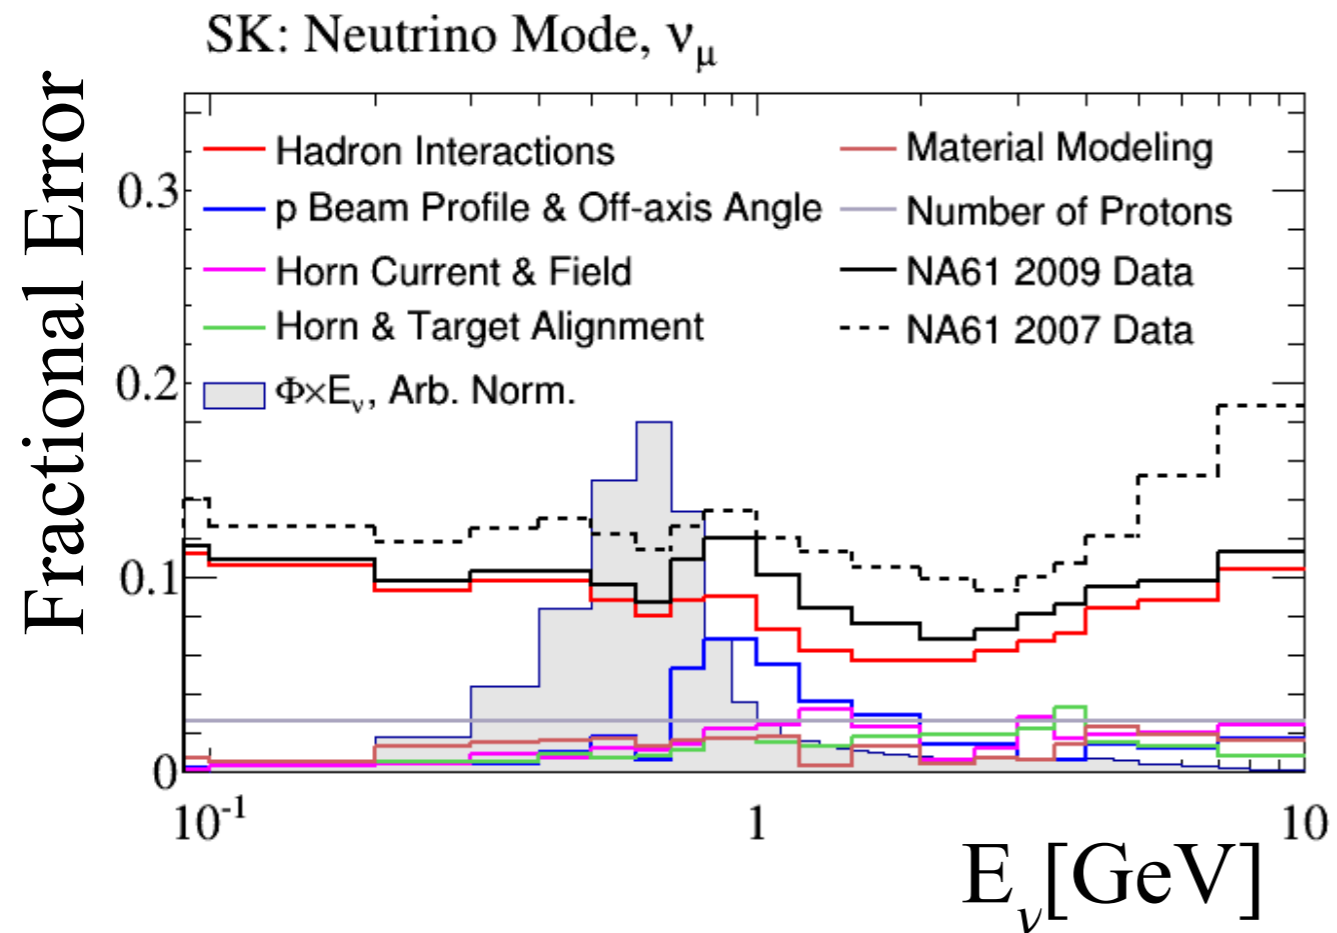 SK: Neutrino Mode, νμ
Fractional Error
Hadron Interactions
p Beam Profile & Off-axis Angle
Horn Current & Field
Horn & Target Alignment
Φ×Eν, Arb. Norm.
Material Modeling
Number of Protons
NA61 2009 Data
NA61 2007 Data
0.3
0.2
0.1
0
10⁻¹
1
10
Eν[GeV]